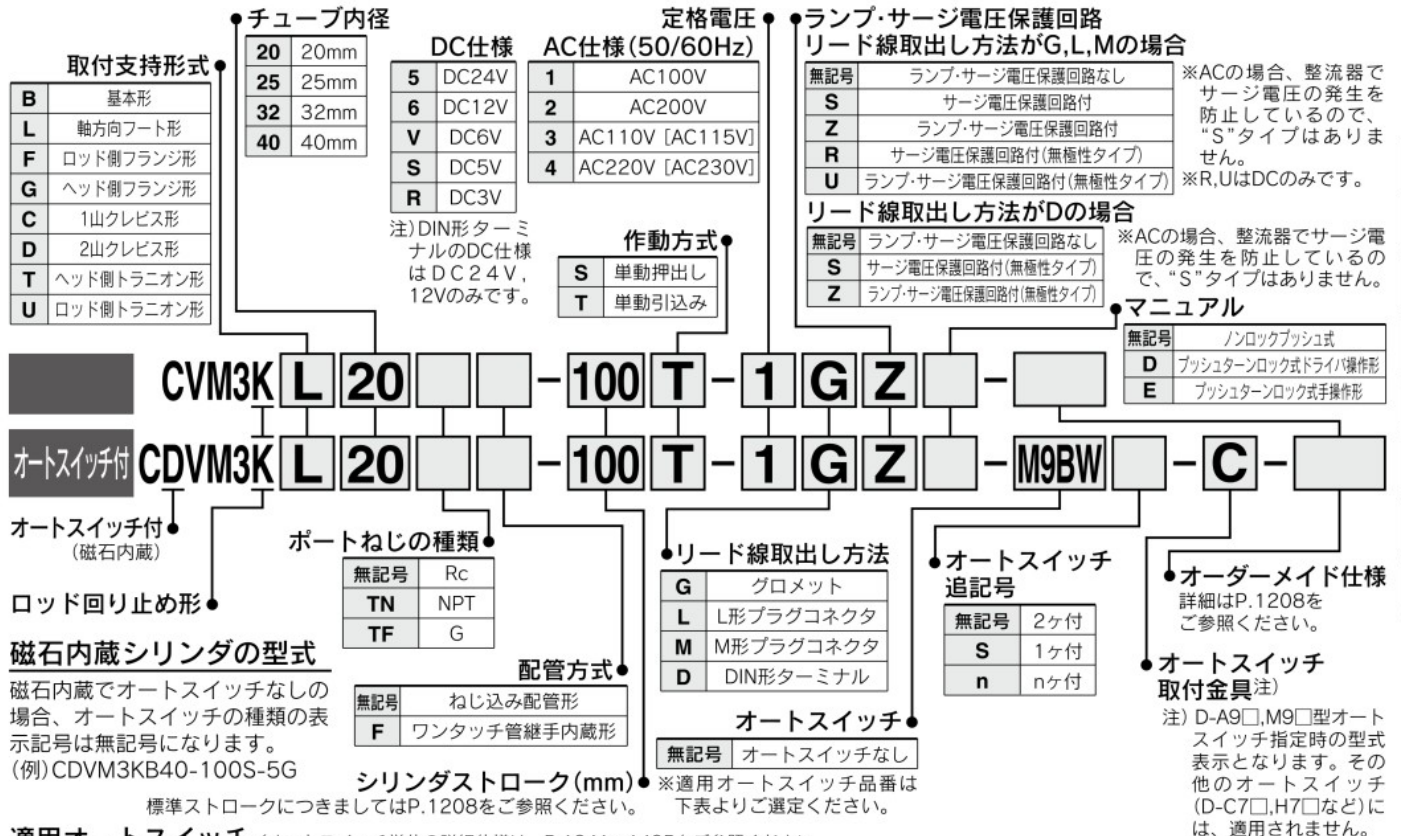 チューブ内径
20 20mm
25 25mm
32 32mm
40 40mm
取付支持形式
B 基本形
L 軸方向フート形
F ロッド側フランジ形
G ヘッド側フランジ形
C 1山クレビス形
D 2山クレビス形
T ヘッド側トラニオン形
U ロッド側トラニオン形
定格電圧
DC仕様
5 DC24V
6 DC12V
V DC6V
S DC5V
R DC3V
注)DIN形ターミ
ナルのDC仕様
はDC24V,
12Vのみです。
AC仕様(50/60Hz)
1 AC100V
2 AC200V
3 AC110V [AC115V]
4 AC220V [AC230V]
作動方式
S 単動押出し
T 単動引込み
ランプ・サージ電圧保護回路
リード線取出し方法がG,L,Mの場合
無記号 ランプ・サージ電圧保護回路なし
S サージ電圧保護回路付
Z ランプ・サージ電圧保護回路付
R サージ電圧保護回路付(無極性タイプ)
U ランプ・サージ電圧保護回路付(無極性タイプ)
※ACの場合、整流器で
サージ電圧の発生を
防止しているので、
“S”タイプはありま
せん。
※R,UはDCのみです。
リード線取出し方法がDの場合
無記号 ランプ・サージ電圧保護回路なし
S サージ電圧保護回路付(無極性タイプ)
Z ランプ・サージ電圧保護回路付(無極性タイプ)
※ACの場合、整流器でサージ電
圧の発生を防止しているの
で、“S”タイプはありません。
マニュアル
無記号 ノンロックプッシュ式
D プッシュターンロック式ドライバ操作形
E プッシュターンロック式手操作形
CVM3K L 20 - 100 T - 1 G Z -
オートスイッチ付 CDVM3K L 20 - 100 T - 1 G Z - M9BW - C -
オートスイッチ付
(磁石内蔵)
ロッド回り止め形
磁石内蔵シリンダの型式
磁石内蔵でオートスイッチなしの
場合、オートスイッチの種類の表
示記号は無記号になります。
(例)CDVM3KB40-100S-5G
ポートねじの種類
無記号 Rc
TN NPT
TF G
配管方式
無記号 ねじ込み配管形
F ワンタッチ管継手内蔵形
シリンダストローク(mm)
標準ストロークにつきましてはP.1208をご参照ください。
リード線取出し方法
G グロメット
L L形プラグコネクタ
M M形プラグコネクタ
D DIN形ターミナル
オートスイッチ
無記号 オートスイッチなし
※適用オートスイッチ品番は
下表よりご選定ください。
オートスイッチ
追記号
無記号 2ヶ付
S 1ヶ付
n nヶ付
オーダーメイド仕様
詳細はP.1208を
ご参照ください。
オートスイッチ
取付金具注)
注)D-A9□,M9□型オート
スイッチ指定時の型式
表示となります。その
他のオートスイッチ
(D-C7□,H7□など)に
は、適用されません。